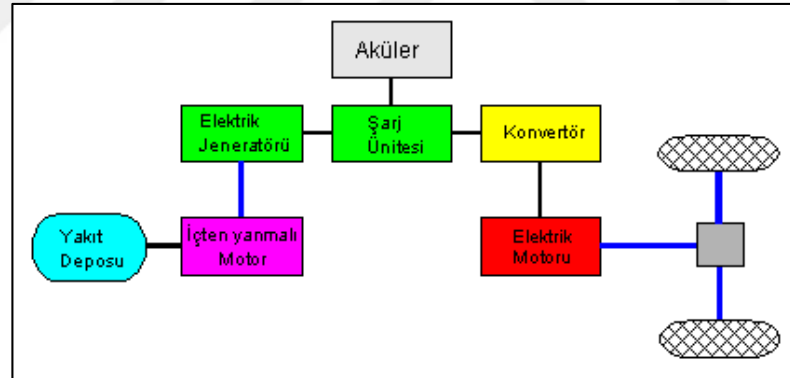 Aküler
Elektrik
Jeneratörü
Şarj
Ünitesi
Konvertör
Yakıt
Deposu
İçten yanmalı
Motor
Elektrik
Motoru